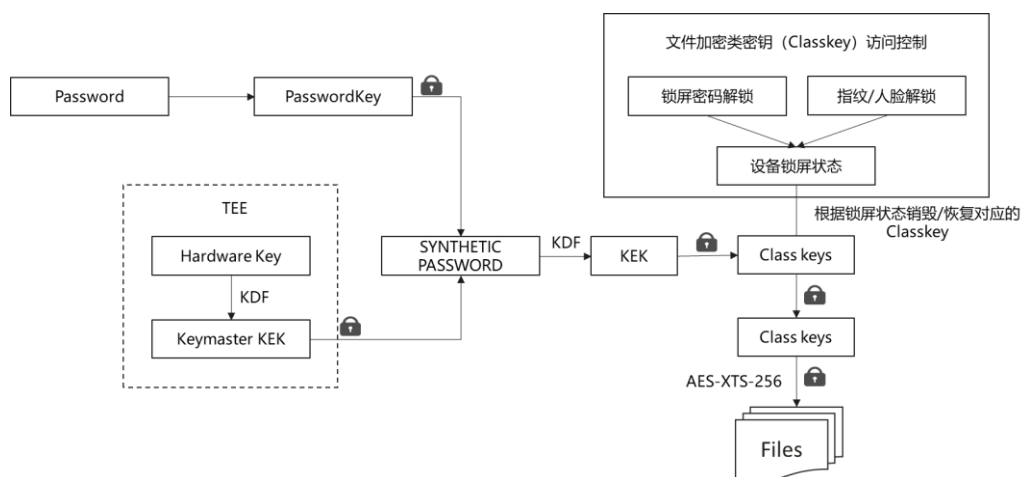 文件加密类密钥（Classkey）访问控制
Password
PasswordKey
锁屏密码解锁
指纹/人脸解锁
设备锁屏状态
TEE
根据锁屏状态销毁/恢复对应的
Classkey
Hardware Key
SYNTHETIC
PASSWORD
KDF
KEK
Class keys
KDF
Keymaster KEK
Class keys
AES-XTS-256
Files